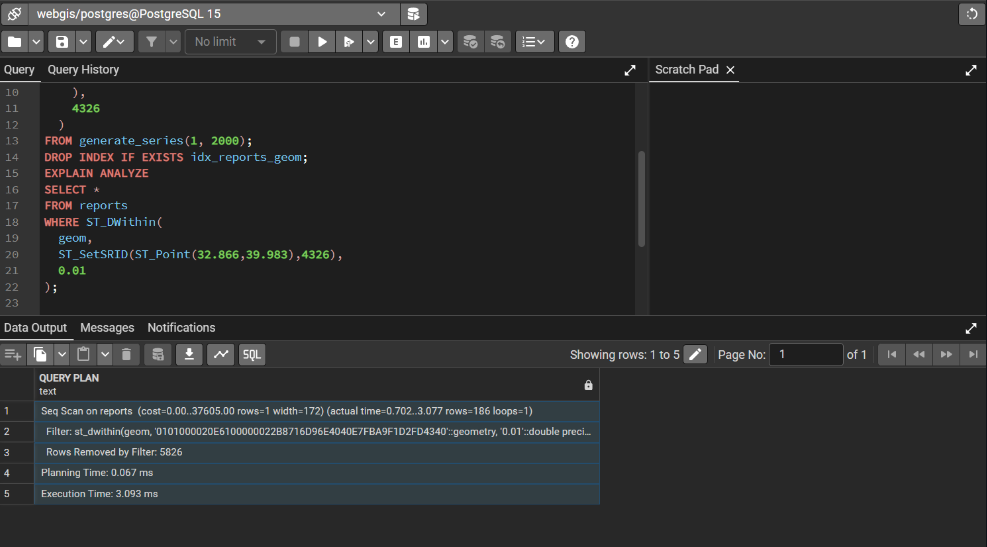 webgis/postgres@PostgreSQL 15
No limit
E
Query Query History
Scratch Pad
10 ),
11 4326
12 )
13 FROM generate_series(1, 2000);
14 DROP INDEX IF EXISTS idx_reports_geom;
15 EXPLAIN ANALYZE
16 SELECT *
17 FROM reports
18 WHERE ST_DWithin(
19 geom,
20 ST_SetSRID(ST_Point(32.866,39.983),4326),
21 0.01
22 );
23
Data Output Messages Notifications
SQL Showing rows: 1 to 5 Page No: 1 of 1
QUERY PLAN
text
1 Seq Scan on reports (cost=0.00..37605.00 rows=1 width=172) (actual time=0.702..3.077 rows=186 loops=1)
2 Filter: st_dwithin(geom, '0101000020E6100000022B8716D96E4040E7FBA9F1D2FD4340'::geometry, '0.01'::double preci...
3 Rows Removed by Filter: 5826
4 Planning Time: 0.067 ms
5 Execution Time: 3.093 ms